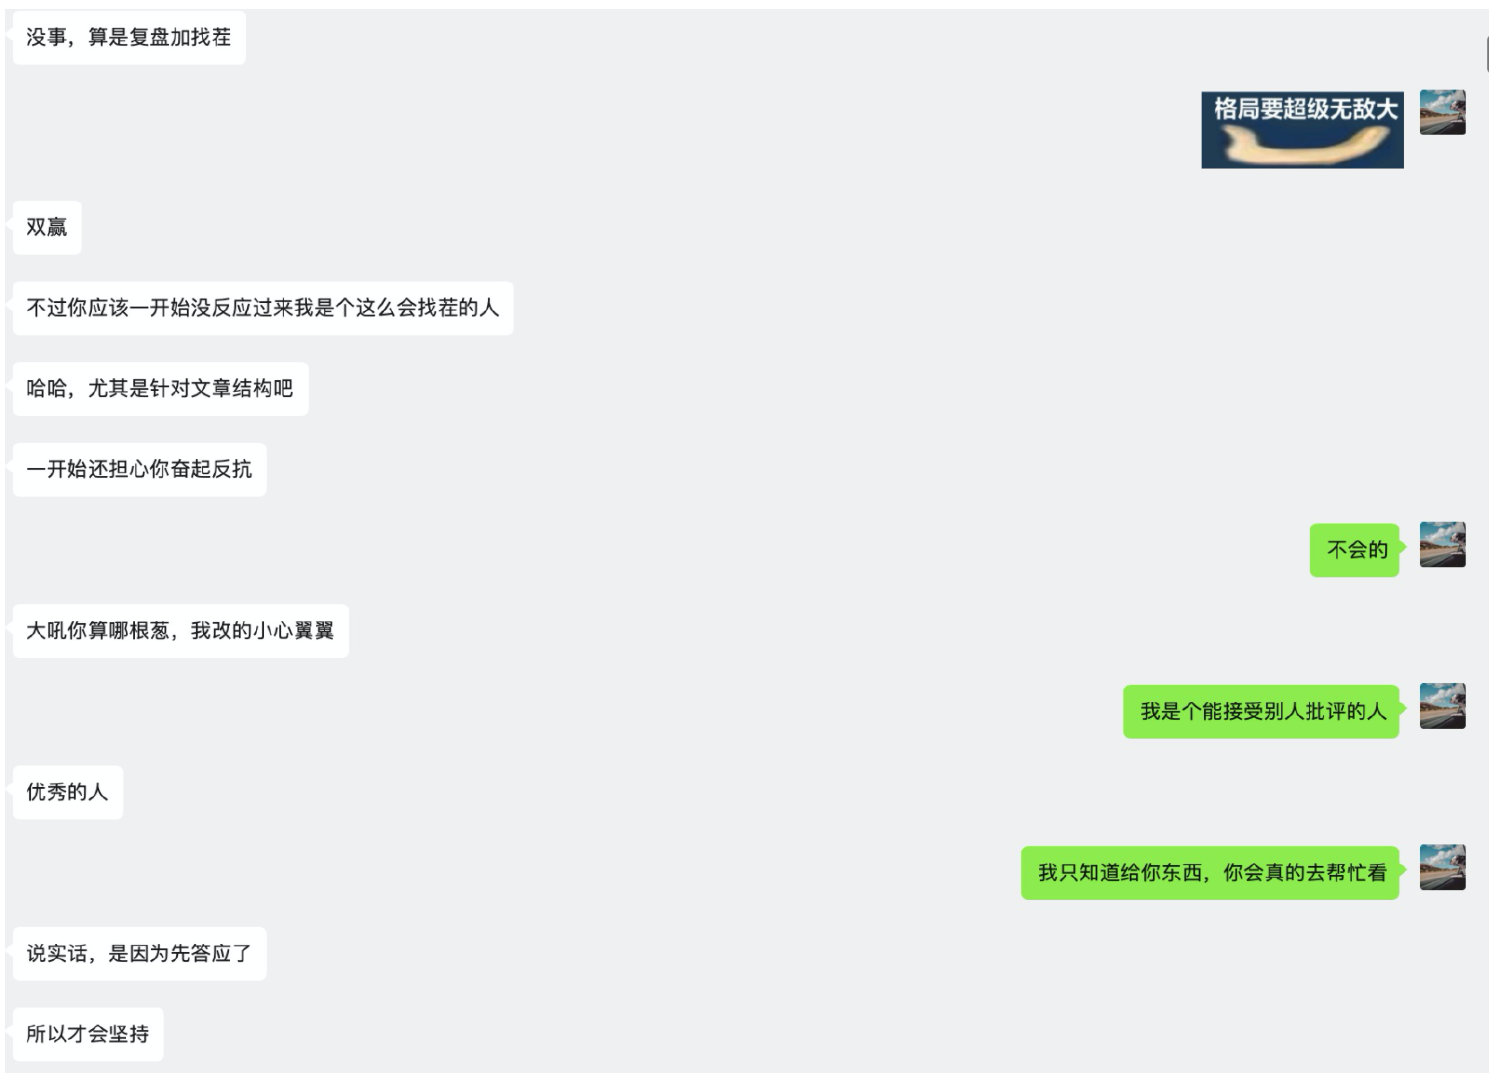 没事，算是复盘加找茬
格局要超级无敌大
双赢
不过你应该一开始没反应过来我是个这么会找茬的人
哈哈，尤其是针对文章结构吧
一开始还担心你奋起反抗
不会的
大吼你算哪根葱，我改的小心翼翼
我是个能接受别人批评的人
优秀的人
我只知道给你东西，你会真的去帮忙看
说实话，是因为先答应了
所以才会坚持